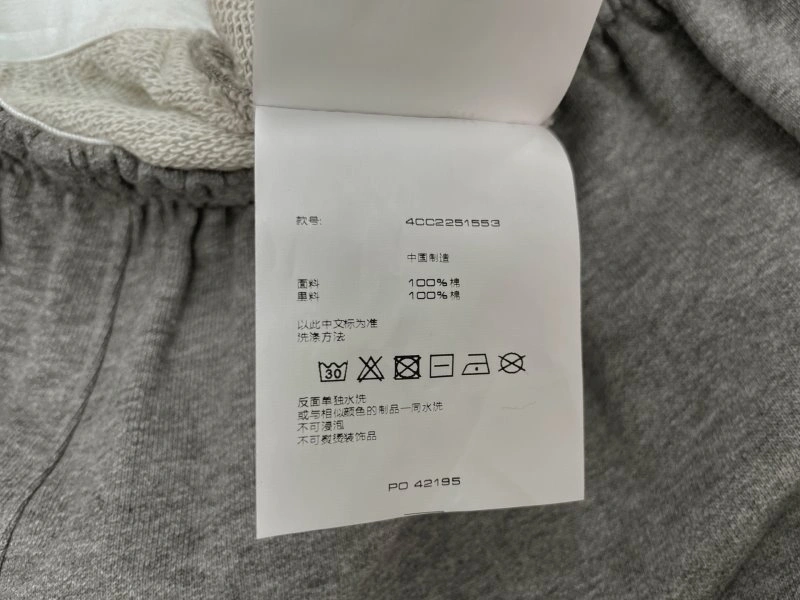 款号: 4CC2251553
中国制造
面料 100% 棉
里料 100% 棉
以此中文标为准
洗涤方法:
30
反面单独水洗
或与相似颜色的制品一同水洗
不可浸泡
不可熨烫装饰品
PO 42195